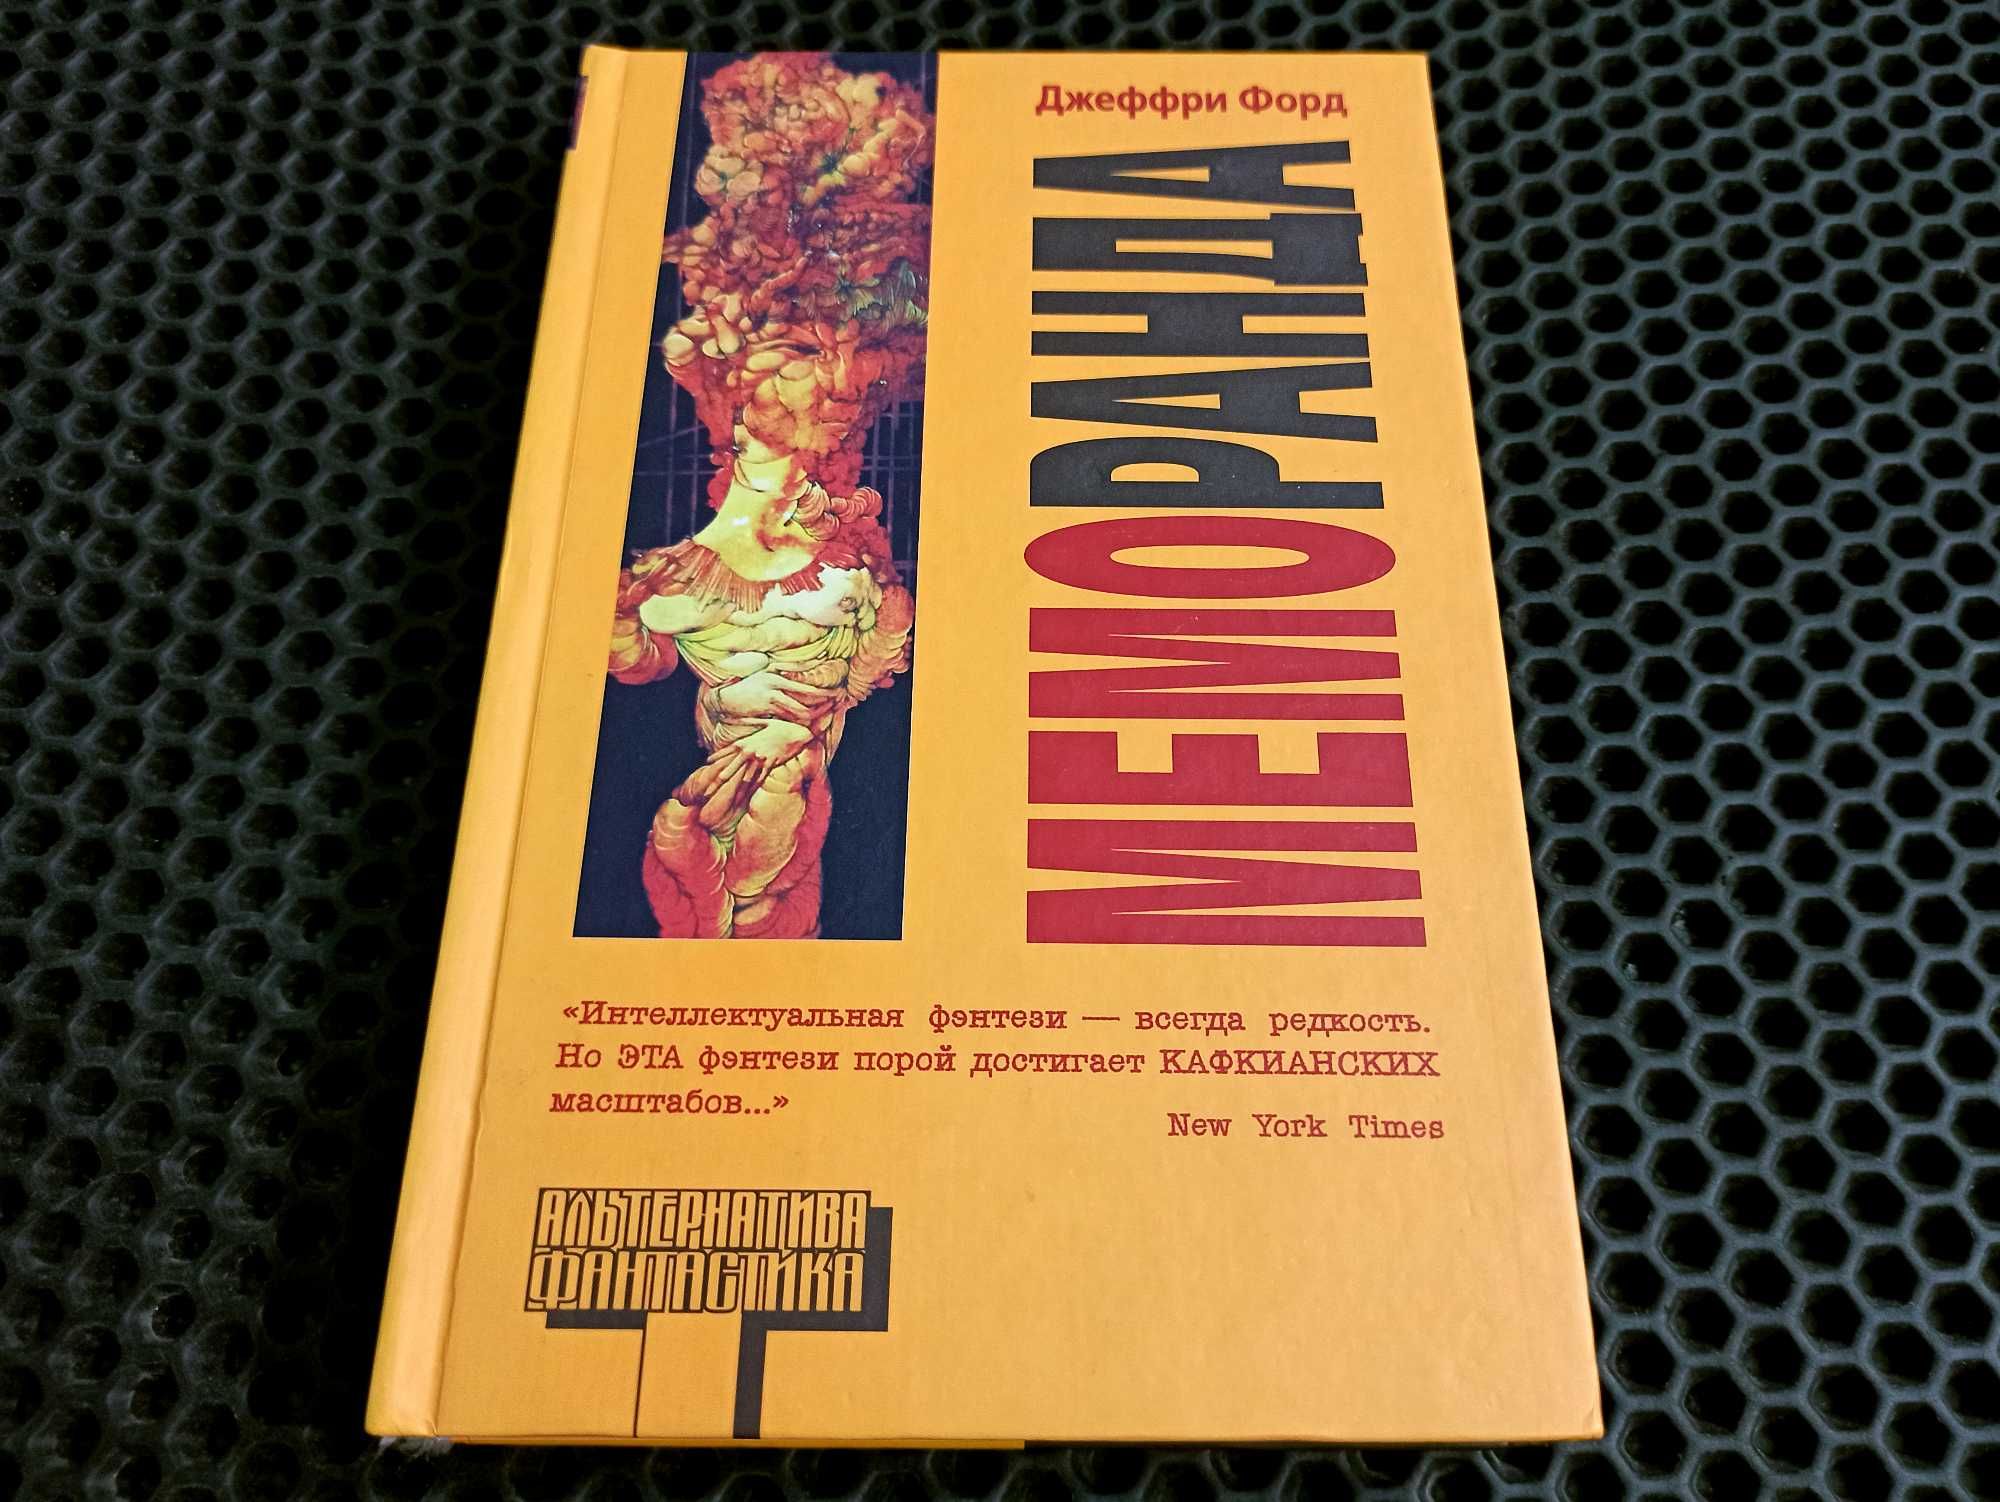 Джеффри Форд
МЕМОРАНДА
«Интеллектуальная фэнтези — всегда редкость.
Но ЭТА фэнтези порой достигает КАФКИАНСКИХ
масштабов...»
New York Times
АЛЬТЕРНАТИВА
ФАНТАСТИКА